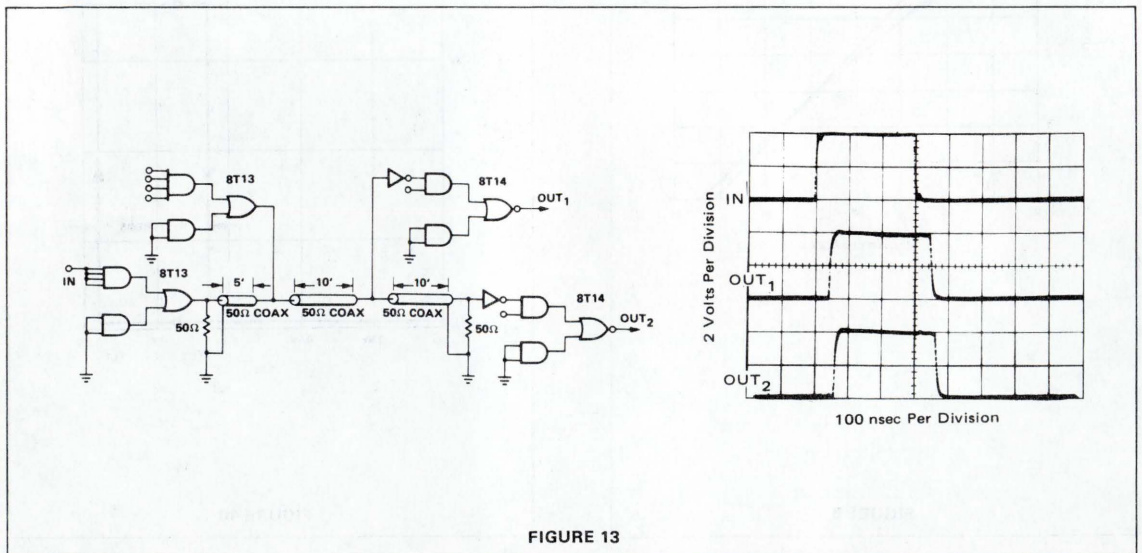 8T13
8T14
OUT1
IN
8T13
5'
10'
10'
8T14
50Ω
50Ω COAX
50Ω COAX
50Ω COAX
50Ω
OUT2
2 Volts Per Division
IN
OUT1
OUT2
100 nsec Per Division
FIGURE 13